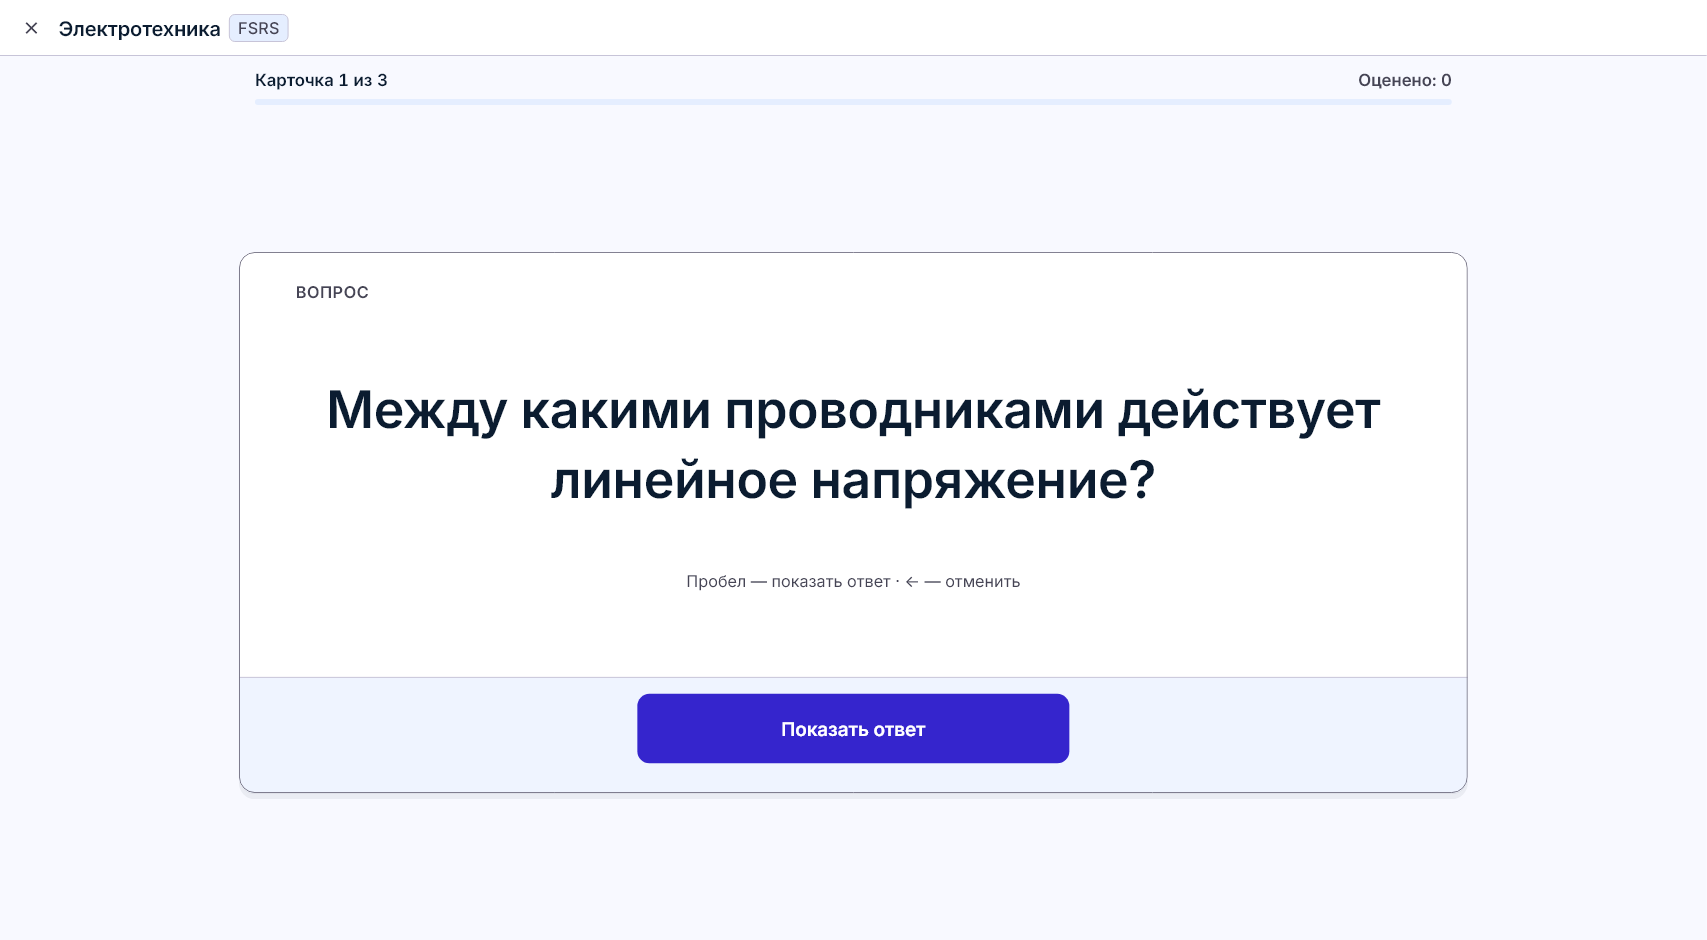 Электротехника FSRS
Карточка 1 из 3
Оценено: 0
ВОПРОС
Между какими проводниками действует
линейное напряжение?
Пробел — показать ответ · ← — отменить
Показать ответ